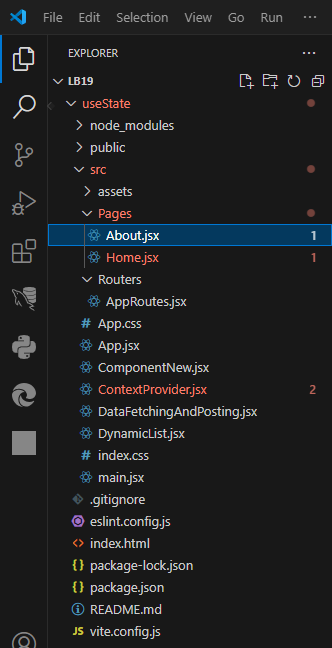 File Edit Selection View Go Run ···
EXPLORER ···
LB19
useState
node_modules
public
src
assets
Pages
About.jsx 1
Home.jsx 1
Routers
AppRoutes.jsx
# App.css
App.jsx
ComponentNew.jsx
ContextProvider.jsx 2
DataFetchingAndPosting.jsx
DynamicList.jsx
# index.css
main.jsx
.gitignore
eslint.config.js
<> index.html
{} package-lock.json
{} package.json
README.md
JS vite.config.js